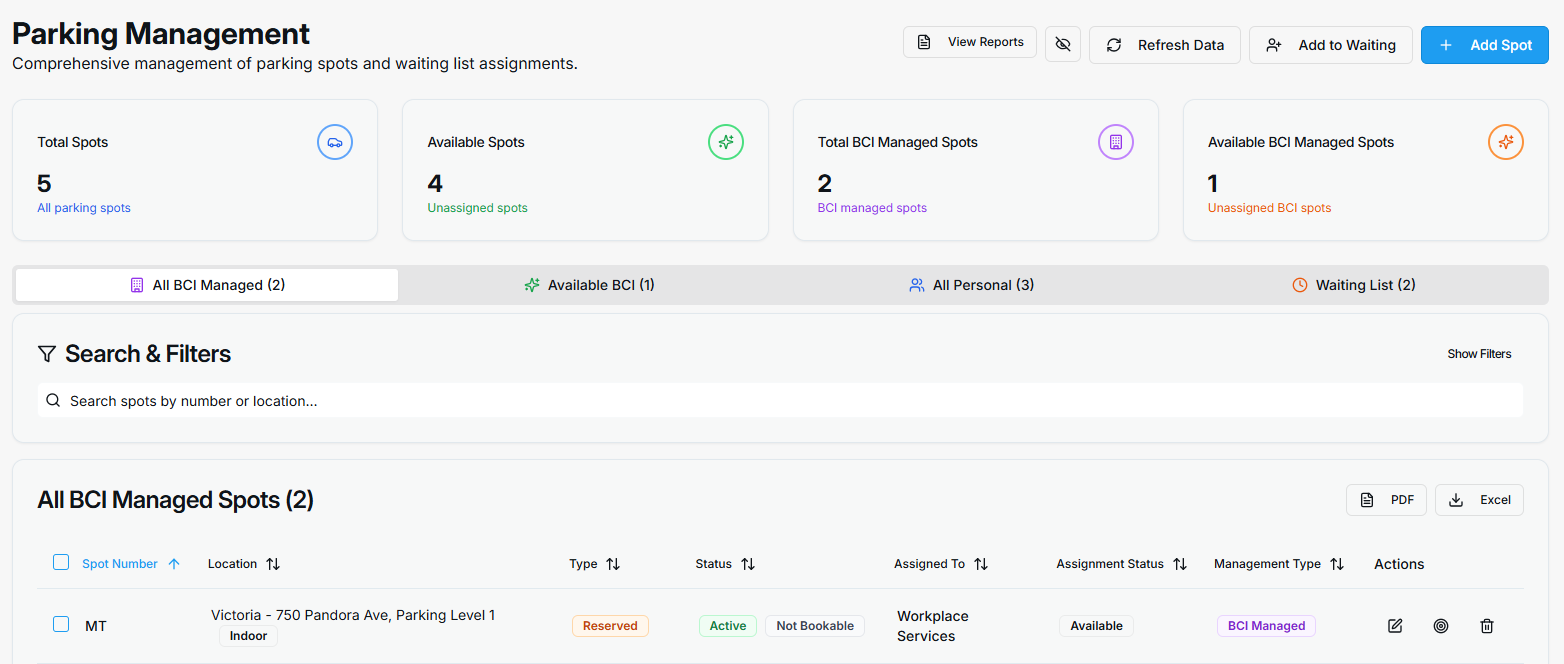 Parking Management
Comprehensive management of parking spots and waiting list assignments.
View Reports
Refresh Data
Add to Waiting
Add Spot
Total Spots
5
All parking spots
Available Spots
4
Unassigned spots
Total BCI Managed Spots
2
BCI managed spots
Available BCI Managed Spots
1
Unassigned BCI spots
All BCI Managed (2)
Available BCI (1)
All Personal (3)
Waiting List (2)
Search & Filters
Show Filters
Search spots by number or location...
All BCI Managed Spots (2)
PDF
Excel
Spot Number
Location
Type
Status
Assigned To
Assignment Status
Management Type
Actions
MT
Victoria - 750 Pandora Ave, Parking Level 1
Indoor
Reserved
Active
Not Bookable
Workplace
Services
Available
BCI Managed